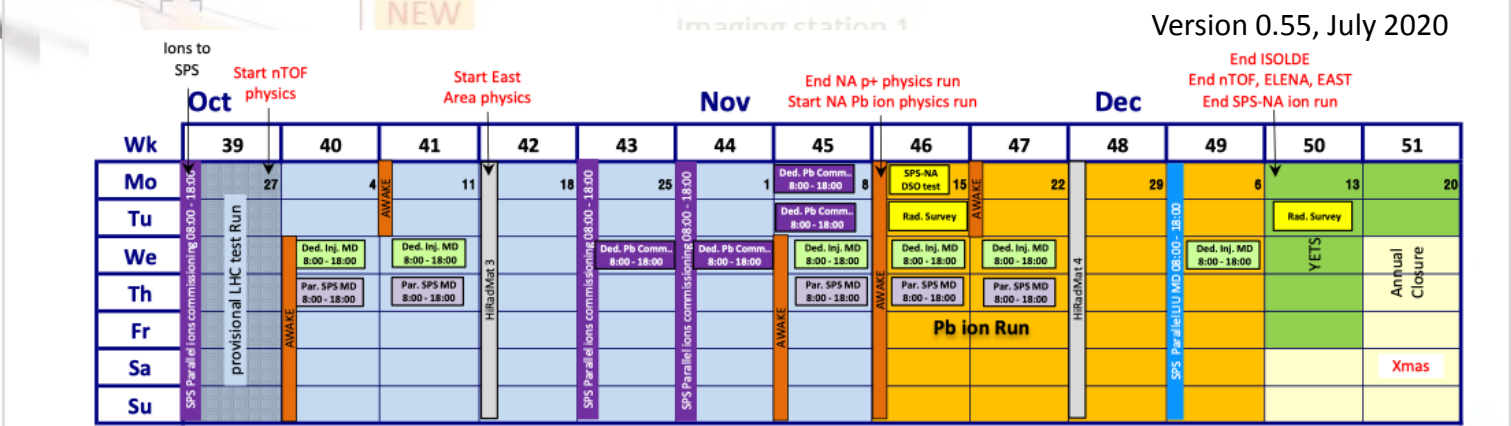 NEW
Imaging station 1
Version 0.55, July 2020
Ions to
SPS
Start nTOF
physics
Start East
Area physics
End NA p+ physics run
Start NA Pb ion physics run
End ISOLDE
End nTOF, ELENA, EAST
End SPS-NA ion run
Oct Nov Dec
Wk 39 40 41 42 43 44 45 46 47 48 49 50 51
Mo 27 4 11 18 25 1 8 15 22 29 6 13 20
Ded. Pb Comm..
8:00 - 18:00
SPS-NA
DSO test
Tu
Ded. Pb Comm..
8:00 - 18:00
Rad. Survey
Rad. Survey
We
Ded. Inj. MD
8:00 - 18:00
Ded. Inj. MD
8:00 - 18:00
Ded. Pb Comm..
8:00 - 18:00
Ded. Pb Comm..
8:00 - 18:00
Ded. Inj. MD
8:00 - 18:00
Ded. Inj. MD
8:00 - 18:00
Ded. Inj. MD
8:00 - 18:00
Ded. Inj. MD
8:00 - 18:00
Th
Par. SPS MD
8:00 - 18:00
Par. SPS MD
8:00 - 18:00
Par. SPS MD
8:00 - 18:00
Par. SPS MD
8:00 - 18:00
Par. SPS MD
8:00 - 18:00
Fr
Pb ion Run
Sa
Xmas
Su
SPS Parallel ions commissioning 08:00 - 18:00
provisional LHC test Run
AWAKE
AWAKE
HiRadMat 3
SPS Parallel ions commissioning 08:00 - 18:00
SPS Parallel ions commissioning 08:00 - 18:00
AWAKE
AWAKE
AWAKE
HiRadMat 4
SPS Parallel LIU MD 08:00 - 18:00
YETS
Annual
Closure